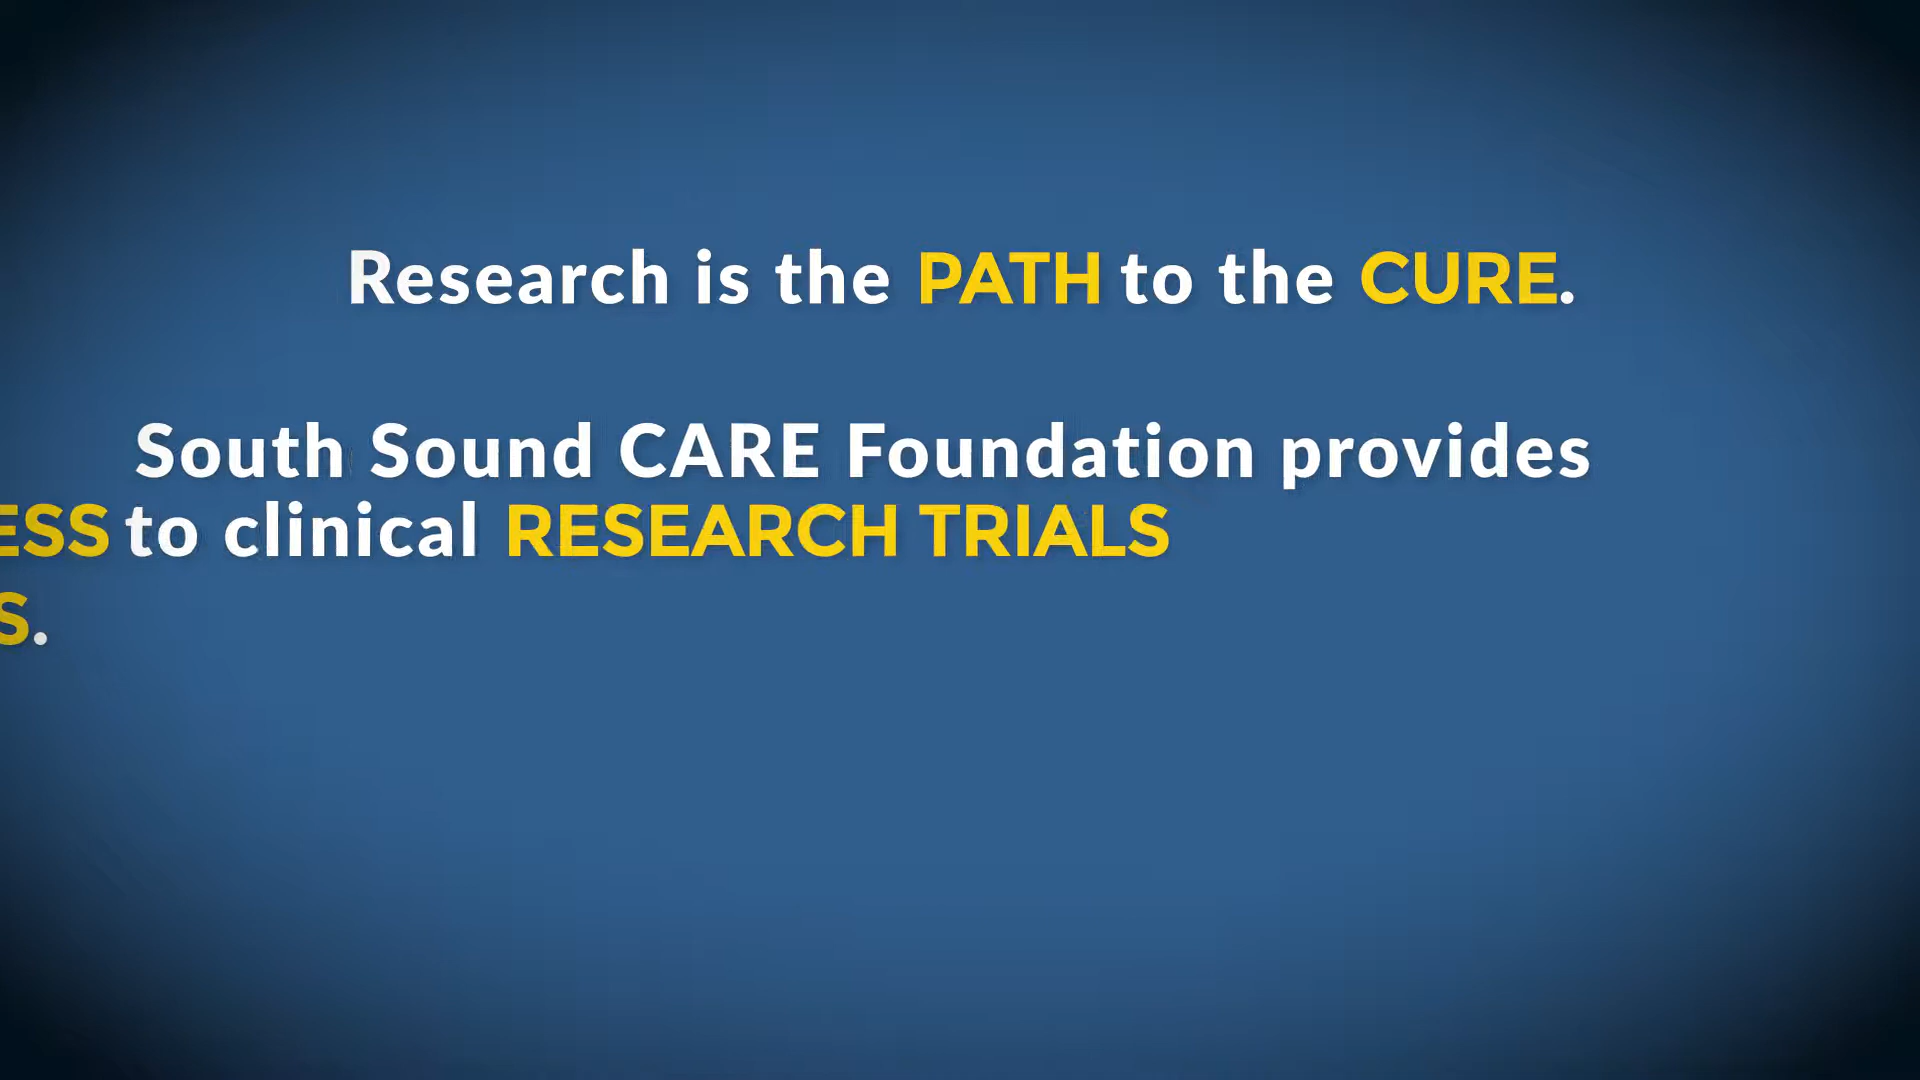 Research is the PATH to the CURE.
South Sound CARE Foundation provides
ESS to clinical RESEARCH TRIALS
S.